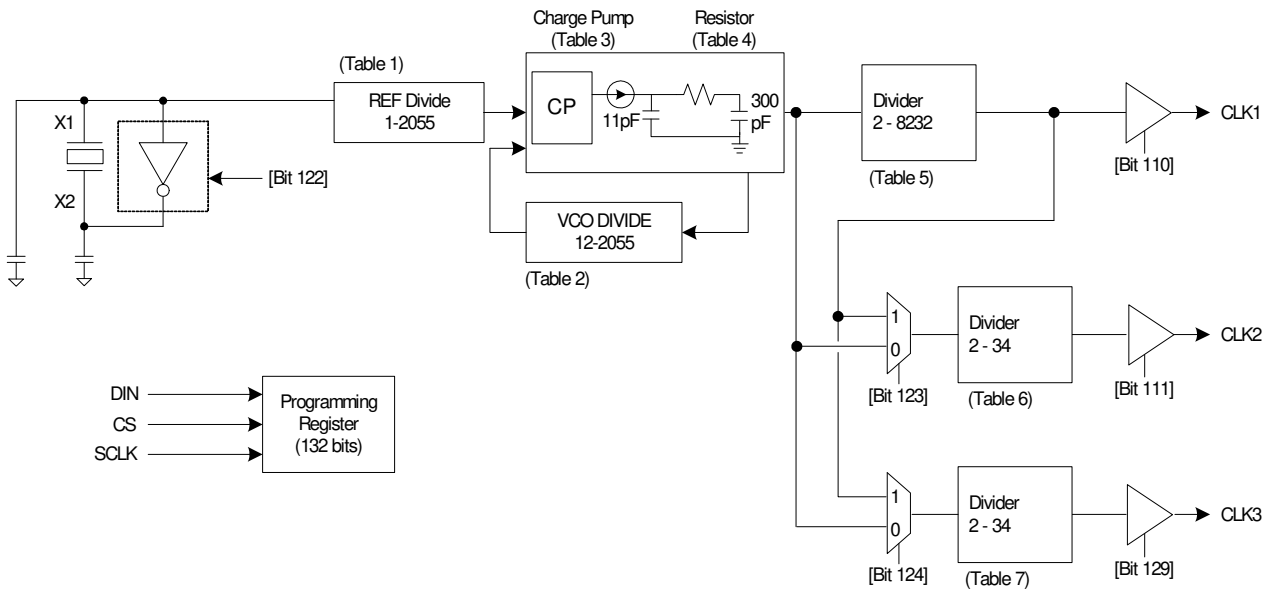 Charge Pump
(Table 3)
Resistor
(Table 4)
(Table 1)
REF Divide
1-2055
CP
11pF
300
pF
Divider
2 - 8232
(Table 5)
CLK1
[Bit 110]
X1
X2
[Bit 122]
VCO DIVIDE
12-2055
(Table 2)
1
0
[Bit 123]
Divider
2 - 34
(Table 6)
CLK2
[Bit 111]
DIN
CS
SCLK
Programming
Register
(132 bits)
1
0
[Bit 124]
Divider
2 - 34
(Table 7)
CLK3
[Bit 129]